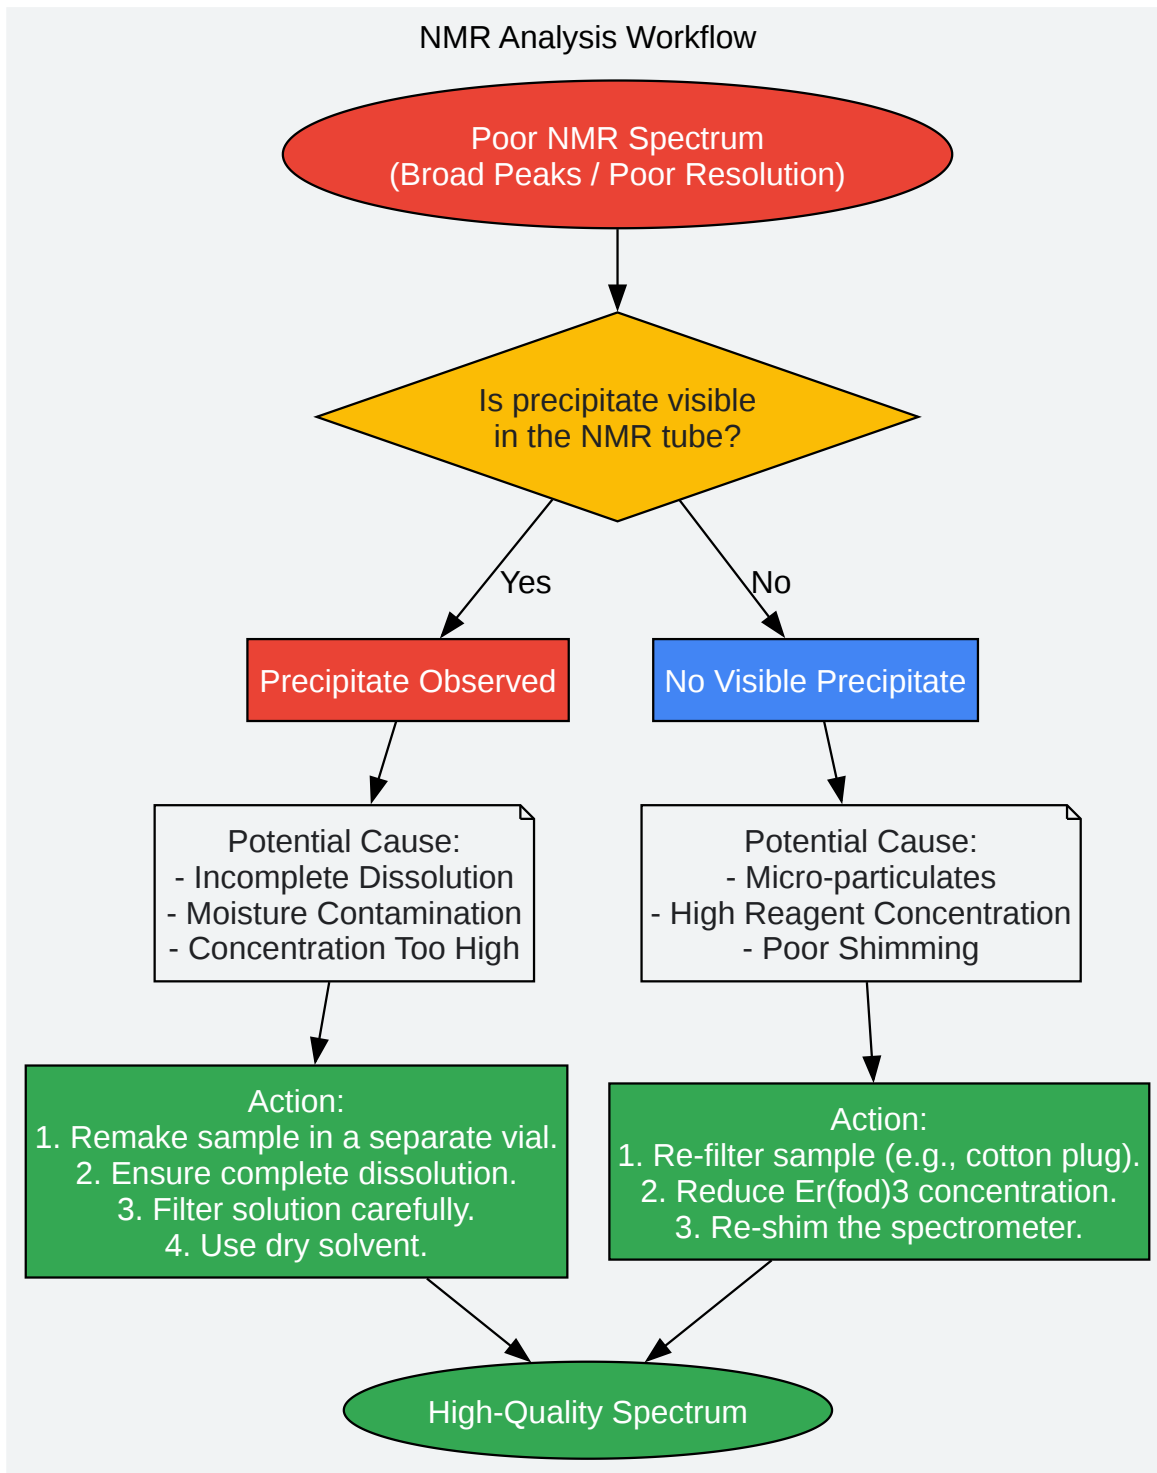 NMR Analysis Workflow
Poor NMR Spectrum
(Broad Peaks / Poor Resolution)
Is precipitate visible
in the NMR tube?
Yes
No
Precipitate Observed
No Visible Precipitate
Potential Cause:
- Incomplete Dissolution
- Moisture Contamination
- Concentration Too High
Potential Cause:
- Micro-particulates
- High Reagent Concentration
- Poor Shimming
Action:
1. Remake sample in a separate vial.
2. Ensure complete dissolution.
3. Filter solution carefully.
4. Use dry solvent.
Action:
1. Re-filter sample (e.g., cotton plug).
2. Reduce Er(fod)3 concentration.
3. Re-shim the spectrometer.
High-Quality Spectrum